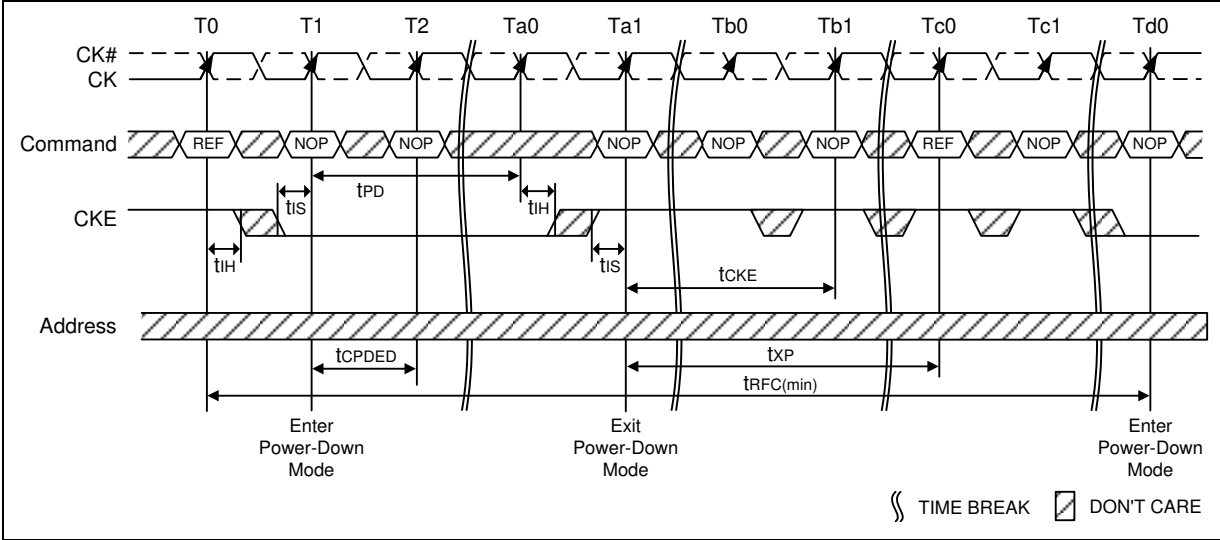 T0 T1 T2 Ta0 Ta1 Tb0 Tb1 Tc0 Tc1 Td0
CK#
CK
Command REF NOP NOP NOP NOP NOP REF NOP NOP
tIS tPD tIH
CKE
tIH tIS
tCKE
Address
tCPDED tXP
tRFC(min)
Enter
Power-Down
Mode
Exit
Power-Down
Mode
Enter
Power-Down
Mode
TIME BREAK DON'T CARE